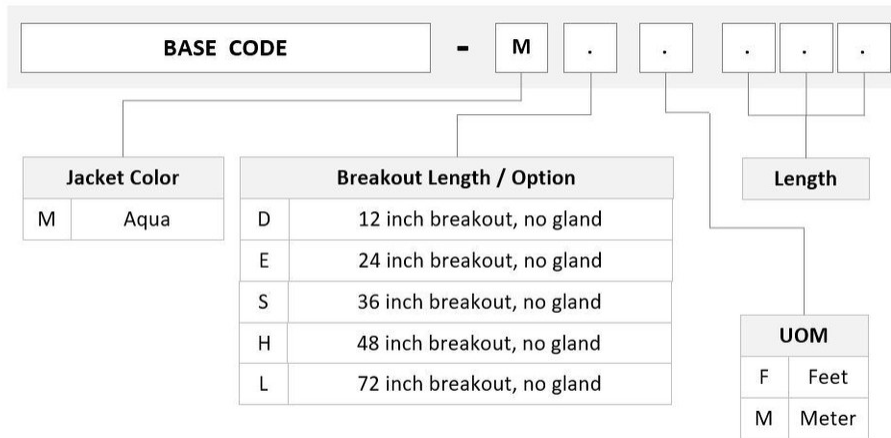 BASE CODE - M . . . . .
Jacket Color
M Aqua
Breakout Length / Option
D 12 inch breakout, no gland
E 24 inch breakout, no gland
S 36 inch breakout, no gland
H 48 inch breakout, no gland
L 72 inch breakout, no gland
Length
UOM
F Feet
M Meter